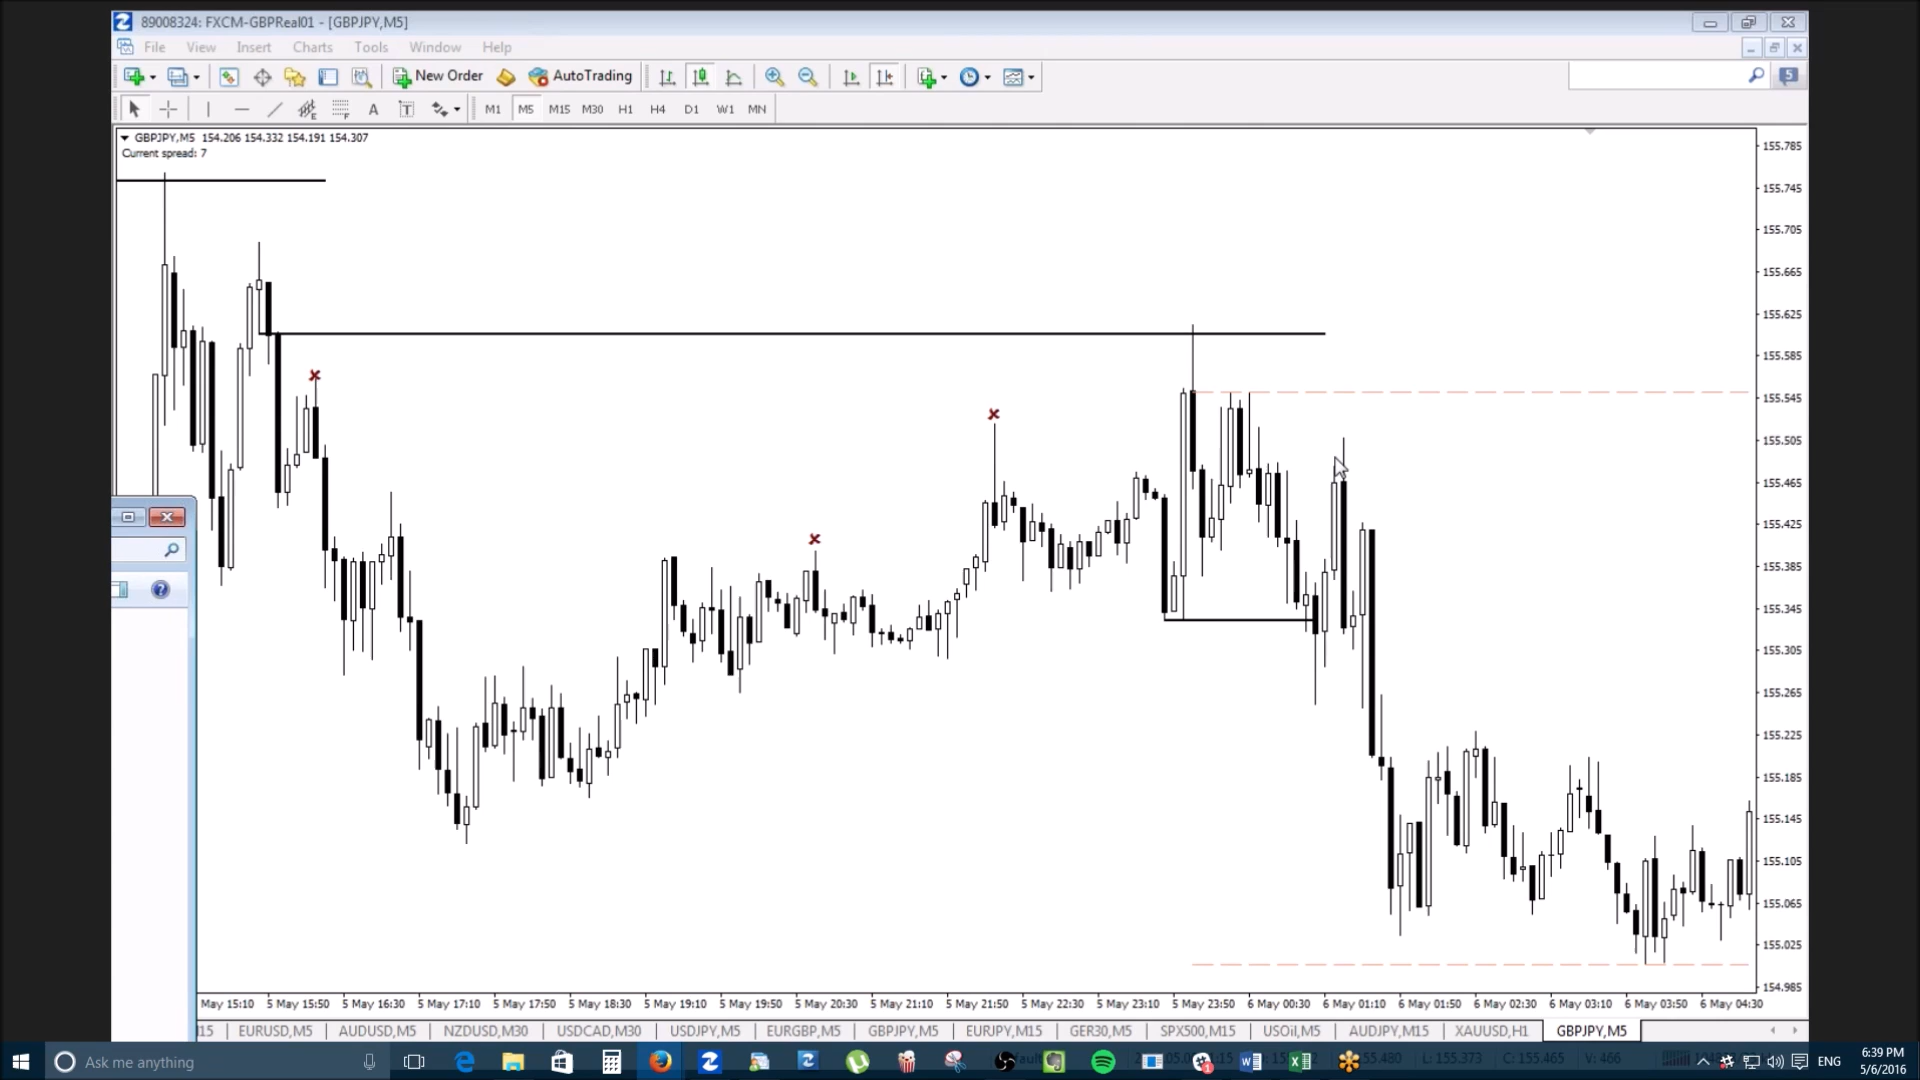 89008324: FXCM-GBPReal01 - [GBPJPY,M5]
File View Insert Charts Tools Window Help
New Order AutoTrading 5
A T M1 M5 M15 M30 H1 H4 D1 W1 MN
GBPJPY,M5 154.206 154.332 154.191 154.307
Current spread: 7
155.785
155.745
155.705
155.665
155.625
155.585
155.545
155.505
155.465
155.425
155.385
155.345
155.305
155.265
155.225
155.185
155.145
155.105
155.065
155.025
154.985
May 15:10 5 May 15:50 5 May 16:30 5 May 17:10 5 May 17:50 5 May 18:30 5 May 19:10 5 May 19:50 5 May 20:30 5 May 21:10 5 May 21:50 5 May 22:30 5 May 23:10 5 May 23:50 6 May 00:30 6 May 01:10 6 May 01:50 6 May 02:30 6 May 03:10 6 May 03:50 6 May 04:30
EURUSD,M5 AUDUSD,M5 NZDUSD,M30 USDCAD,M30 USDJPY,M5 EURGBP,M5 GBPJPY,M5 EURJPY,M15 GER30,M5 SPX500,M15 USOil,M5 AUDJPY,M15 XAUUSD,H1 GBPJPY,M5
Ask me anything L: 155.373 C: 155.465 V: 466 ENG 6:39 PM
5/6/2016